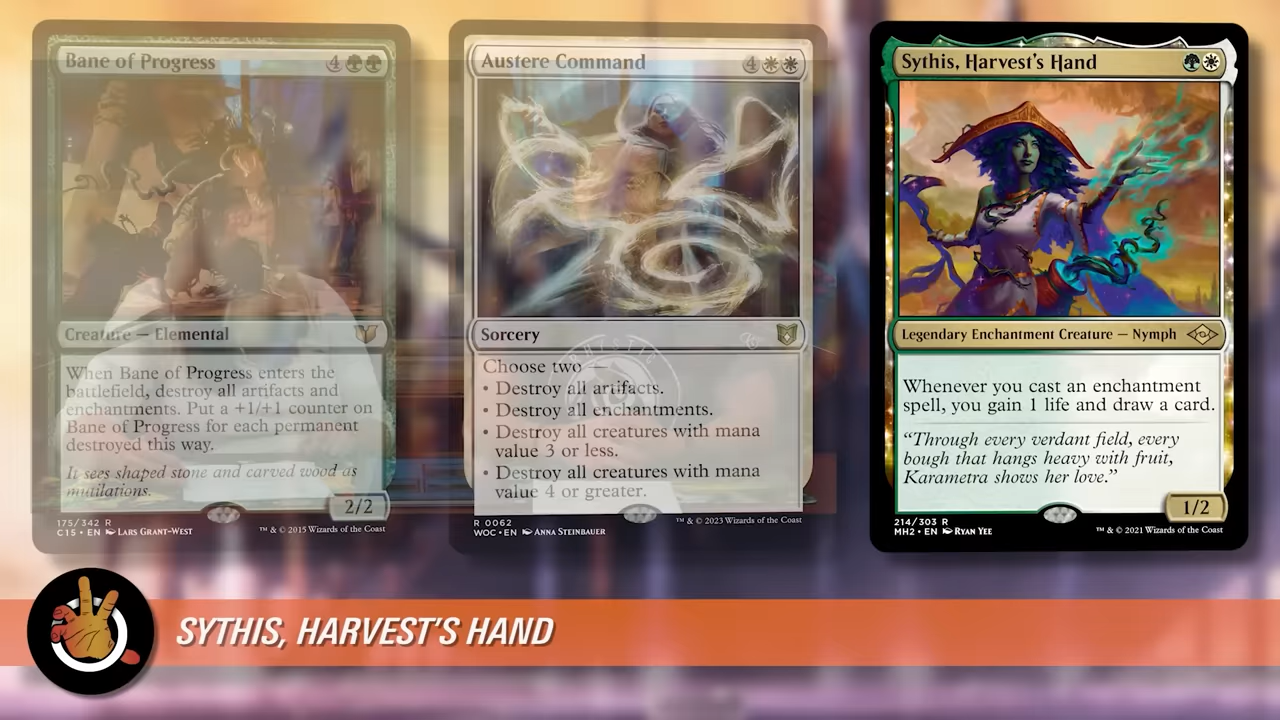 Bane of Progress 4
Creature — Elemental
When Bane of Progress enters the
battlefield, destroy all artifacts and
enchantments. Put a +1/+1 counter on
Bane of Progress for each permanent
destroyed this way.
It sees shaped stone and carved wood as
mutilations.
2/2
175/342 R
C15 • EN LARS GRANT-WEST
™ & © 2015 Wizards of the Coast
Austere Command 4
Sorcery
Choose two —
• Destroy all artifacts.
• Destroy all enchantments.
• Destroy all creatures with mana
value 3 or less.
• Destroy all creatures with mana
value 4 or greater.
R 0062
WOC • EN ANNA STEINBAUER
™ & © 2023 Wizards of the Coast
Sythis, Harvest's Hand
Legendary Enchantment Creature — Nymph
Whenever you cast an enchantment
spell, you gain 1 life and draw a card.
"Through every verdant field, every
bough that hangs heavy with fruit,
Karametra shows her love."
1/2
214/303 R
MH2 • EN RYAN YEE
™ & © 2021 Wizards of the Coast
SYTHIS, HARVEST'S HAND